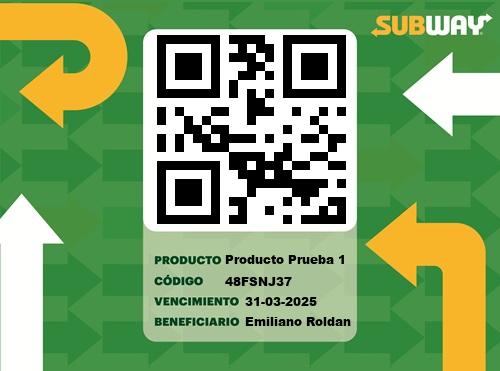 SUBWAY
PRODUCTO Producto Prueba 1
CÓDIGO 48FSNJ37
VENCIMIENTO 31-03-2025
BENEFICIARIO Emiliano Roldan